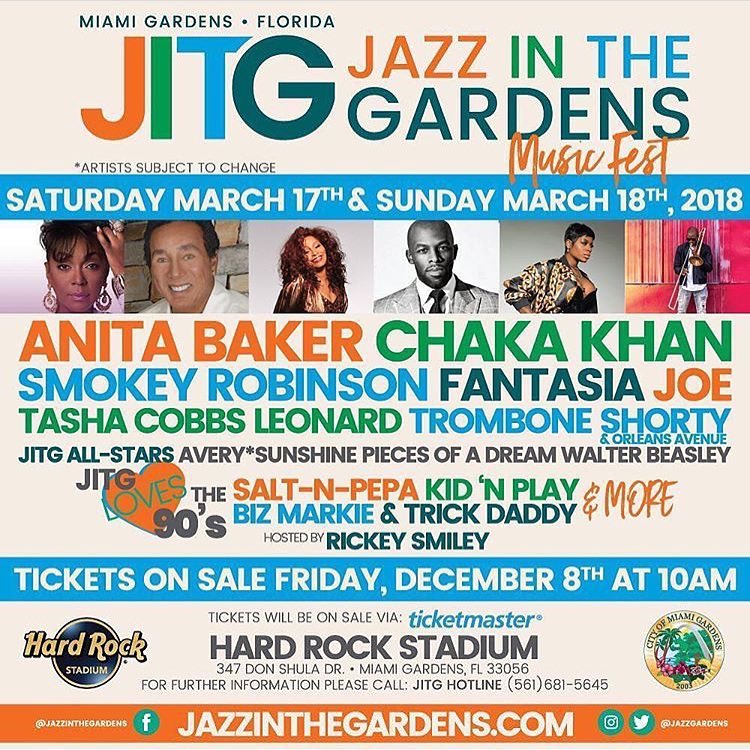 MIAMI GARDENS • FLORIDA
JITG JAZZ IN THE
GARDENS
Music Fest
*ARTISTS SUBJECT TO CHANGE
SATURDAY MARCH 17TH & SUNDAY MARCH 18TH, 2018
ANITA BAKER CHAKA KHAN
SMOKEY ROBINSON FANTASIA JOE
TASHA COBBS LEONARD TROMBONE SHORTY
& ORLEANS AVENUE
JITG ALL-STARS AVERY*SUNSHINE PIECES OF A DREAM WALTER BEASLEY
JITG
LOVES THE
90's
SALT-N-PEPA KID 'N PLAY
BIZ MARKIE & TRICK DADDY
& MORE
HOSTED BY RICKEY SMILEY
TICKETS ON SALE FRIDAY, DECEMBER 8TH AT 10AM
TICKETS WILL BE ON SALE VIA: ticketmaster®
Hard Rock
STADIUM
HARD ROCK STADIUM
347 DON SHULA DR. • MIAMI GARDENS, FL 33056
FOR FURTHER INFORMATION PLEASE CALL: JITG HOTLINE (561)681-5645
CITY OF MIAMI GARDENS
2003
@JAZZINTHEGARDENS f JAZZINTHEGARDENS.COM @JAZZGARDENS